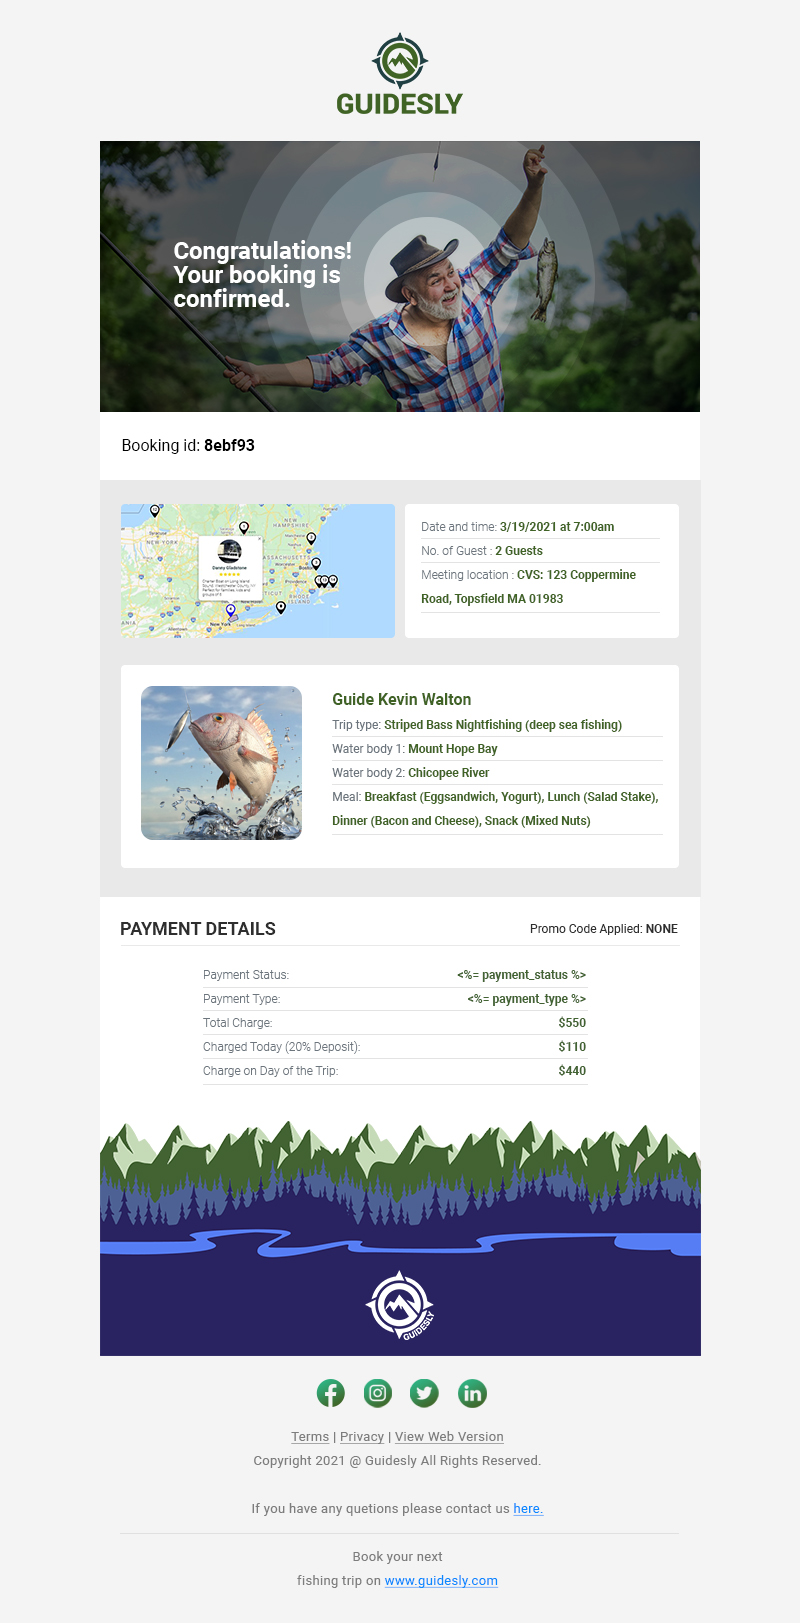 GUIDESLY
Congratulations!
Your booking is
confirmed.
Booking id: 8ebf93
NEW YORK
NEW
HAMPSHIRE
Danny Gladstone
RHODE
ISLAND
New York
Date and time: 3/19/2021 at 7:00am
No. of Guest : 2 Guests
Meeting location : CVS: 123 Coppermine
Road, Topsfield MA 01983
Guide Kevin Walton
Trip type: Striped Bass Nightfishing (deep sea fishing)
Water body 1: Mount Hope Bay
Water body 2: Chicopee River
Meal: Breakfast (Eggsandwich, Yogurt), Lunch (Salad Stake),
Dinner (Bacon and Cheese), Snack (Mixed Nuts)
PAYMENT DETAILS
Promo Code Applied: NONE
Payment Status: <%= payment_status %>
Payment Type: <%= payment_type %>
Total Charge: $550
Charged Today (20% Deposit): $110
Charge on Day of the Trip: $440
GUIDESLY
Terms | Privacy | View Web Version
Copyright 2021 @ Guidesly All Rights Reserved.
If you have any quetions please contact us here.
Book your next
fishing trip on www.guidesly.com